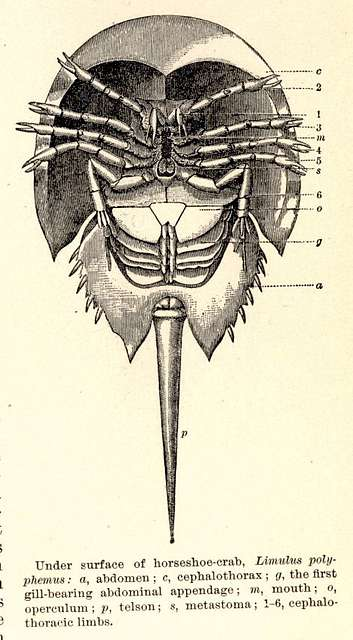 c
2
1
3
m
4
5
s
6
o
g
a
p
Under surface of horseshoe-crab, Limulus poly-
phemus: a, abdomen; c, cephalothorax; g, the first
gill-bearing abdominal appendage; m, mouth; o,
operculum; p, telson; s, metastoma; 1–6, cephalo-
thoracic limbs.